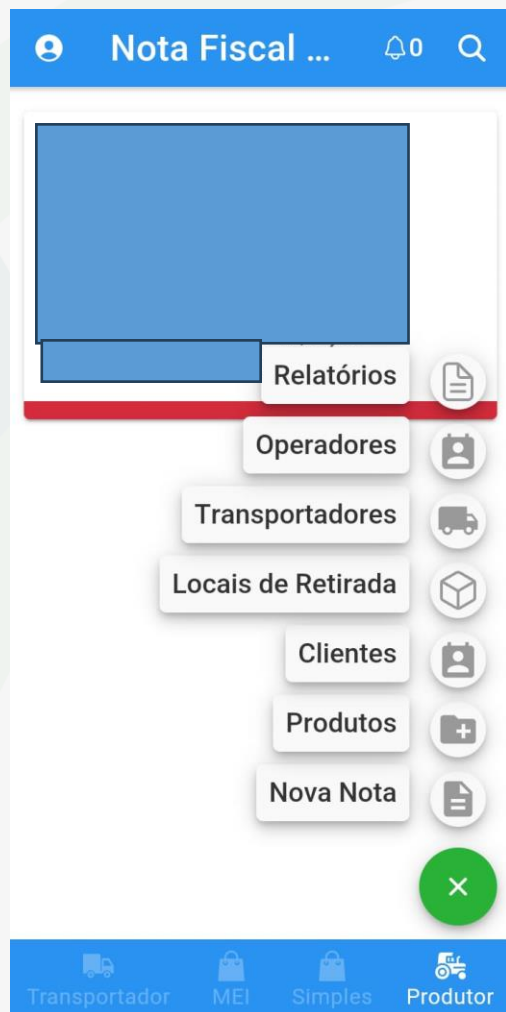 Nota Fiscal ...
0
Relatórios
Operadores
Transportadores
Locais de Retirada
Clientes
Produtos
Nova Nota
Transportador MEI Simples Produtor